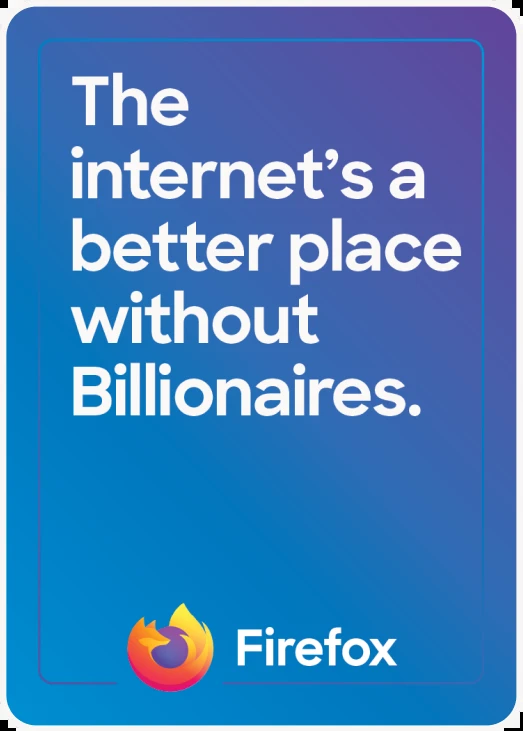 The
internet’s a
better place
without
Billionaires.
Firefox